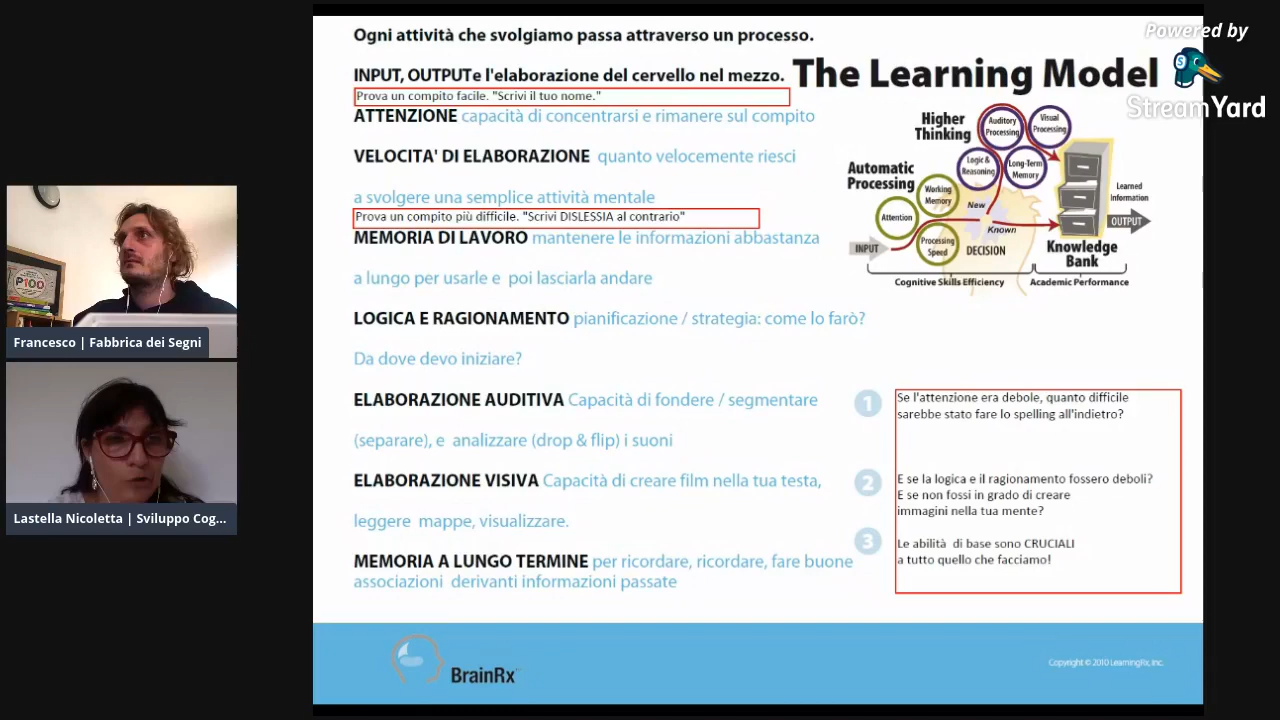 Ogni attività che svolgiamo passa attraverso un processo.
INPUT, OUTPUT e l'elaborazione del cervello nel mezzo.
Prova un compito facile. "Scrivi il tuo nome."
ATTENZIONE capacità di concentrarsi e rimanere sul compito
VELOCITA' DI ELABORAZIONE quanto velocemente riesci
a svolgere una semplice attività mentale
Prova un compito più difficile. "Scrivi DISLESSIA al contrario"
MEMORIA DI LAVORO mantenere le informazioni abbastanza
a lungo per usarle e poi lasciarla andare
LOGICA E RAGIONAMENTO pianificazione / strategia: come lo farò?
Da dove devo iniziare?
ELABORAZIONE AUDITIVA Capacità di fondere / segmentare
(separare), e analizzare (drop & flip) i suoni
ELABORAZIONE VISIVA Capacità di creare film nella tua testa,
leggere mappe, visualizzare.
MEMORIA A LUNGO TERMINE per ricordare, ricordare, fare buone
associazioni derivanti informazioni passate
The Learning Model
Higher
Thinking
Auditory
Processing
Visual
Processing
Automatic
Processing
Logic &
Reasoning
Long-Term
Memory
Working
Memory
Attention
Processing
Speed
New
Known
INPUT
DECISION
Learned
Information
OUTPUT
Knowledge
Bank
Cognitive Skills Efficiency
Academic Performance
1
Se l'attenzione era debole, quanto difficile
sarebbe stato fare lo spelling all'indietro?
2
E se la logica e il ragionamento fossero deboli?
E se non fossi in grado di creare
immagini nella tua mente?
3
Le abilità di base sono CRUCIALI
a tutto quello che facciamo!
BrainRx
Copyright © 2010 LearningRx, Inc.
Powered by
StreamYard
P100
Francesco | Fabbrica dei Segni
Lastella Nicoletta | Sviluppo Cog...